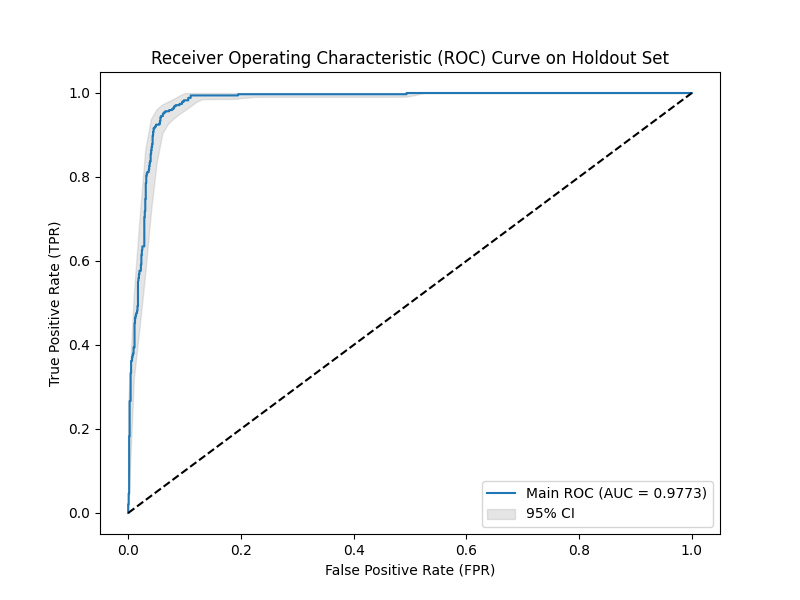 Receiver Operating Characteristic (ROC) Curve on Holdout Set
True Positive Rate (TPR)
1.0
0.8
0.6
0.4
0.2
0.0
Main ROC (AUC = 0.9773)
95% CI
0.0 0.2 0.4 0.6 0.8 1.0
False Positive Rate (FPR)